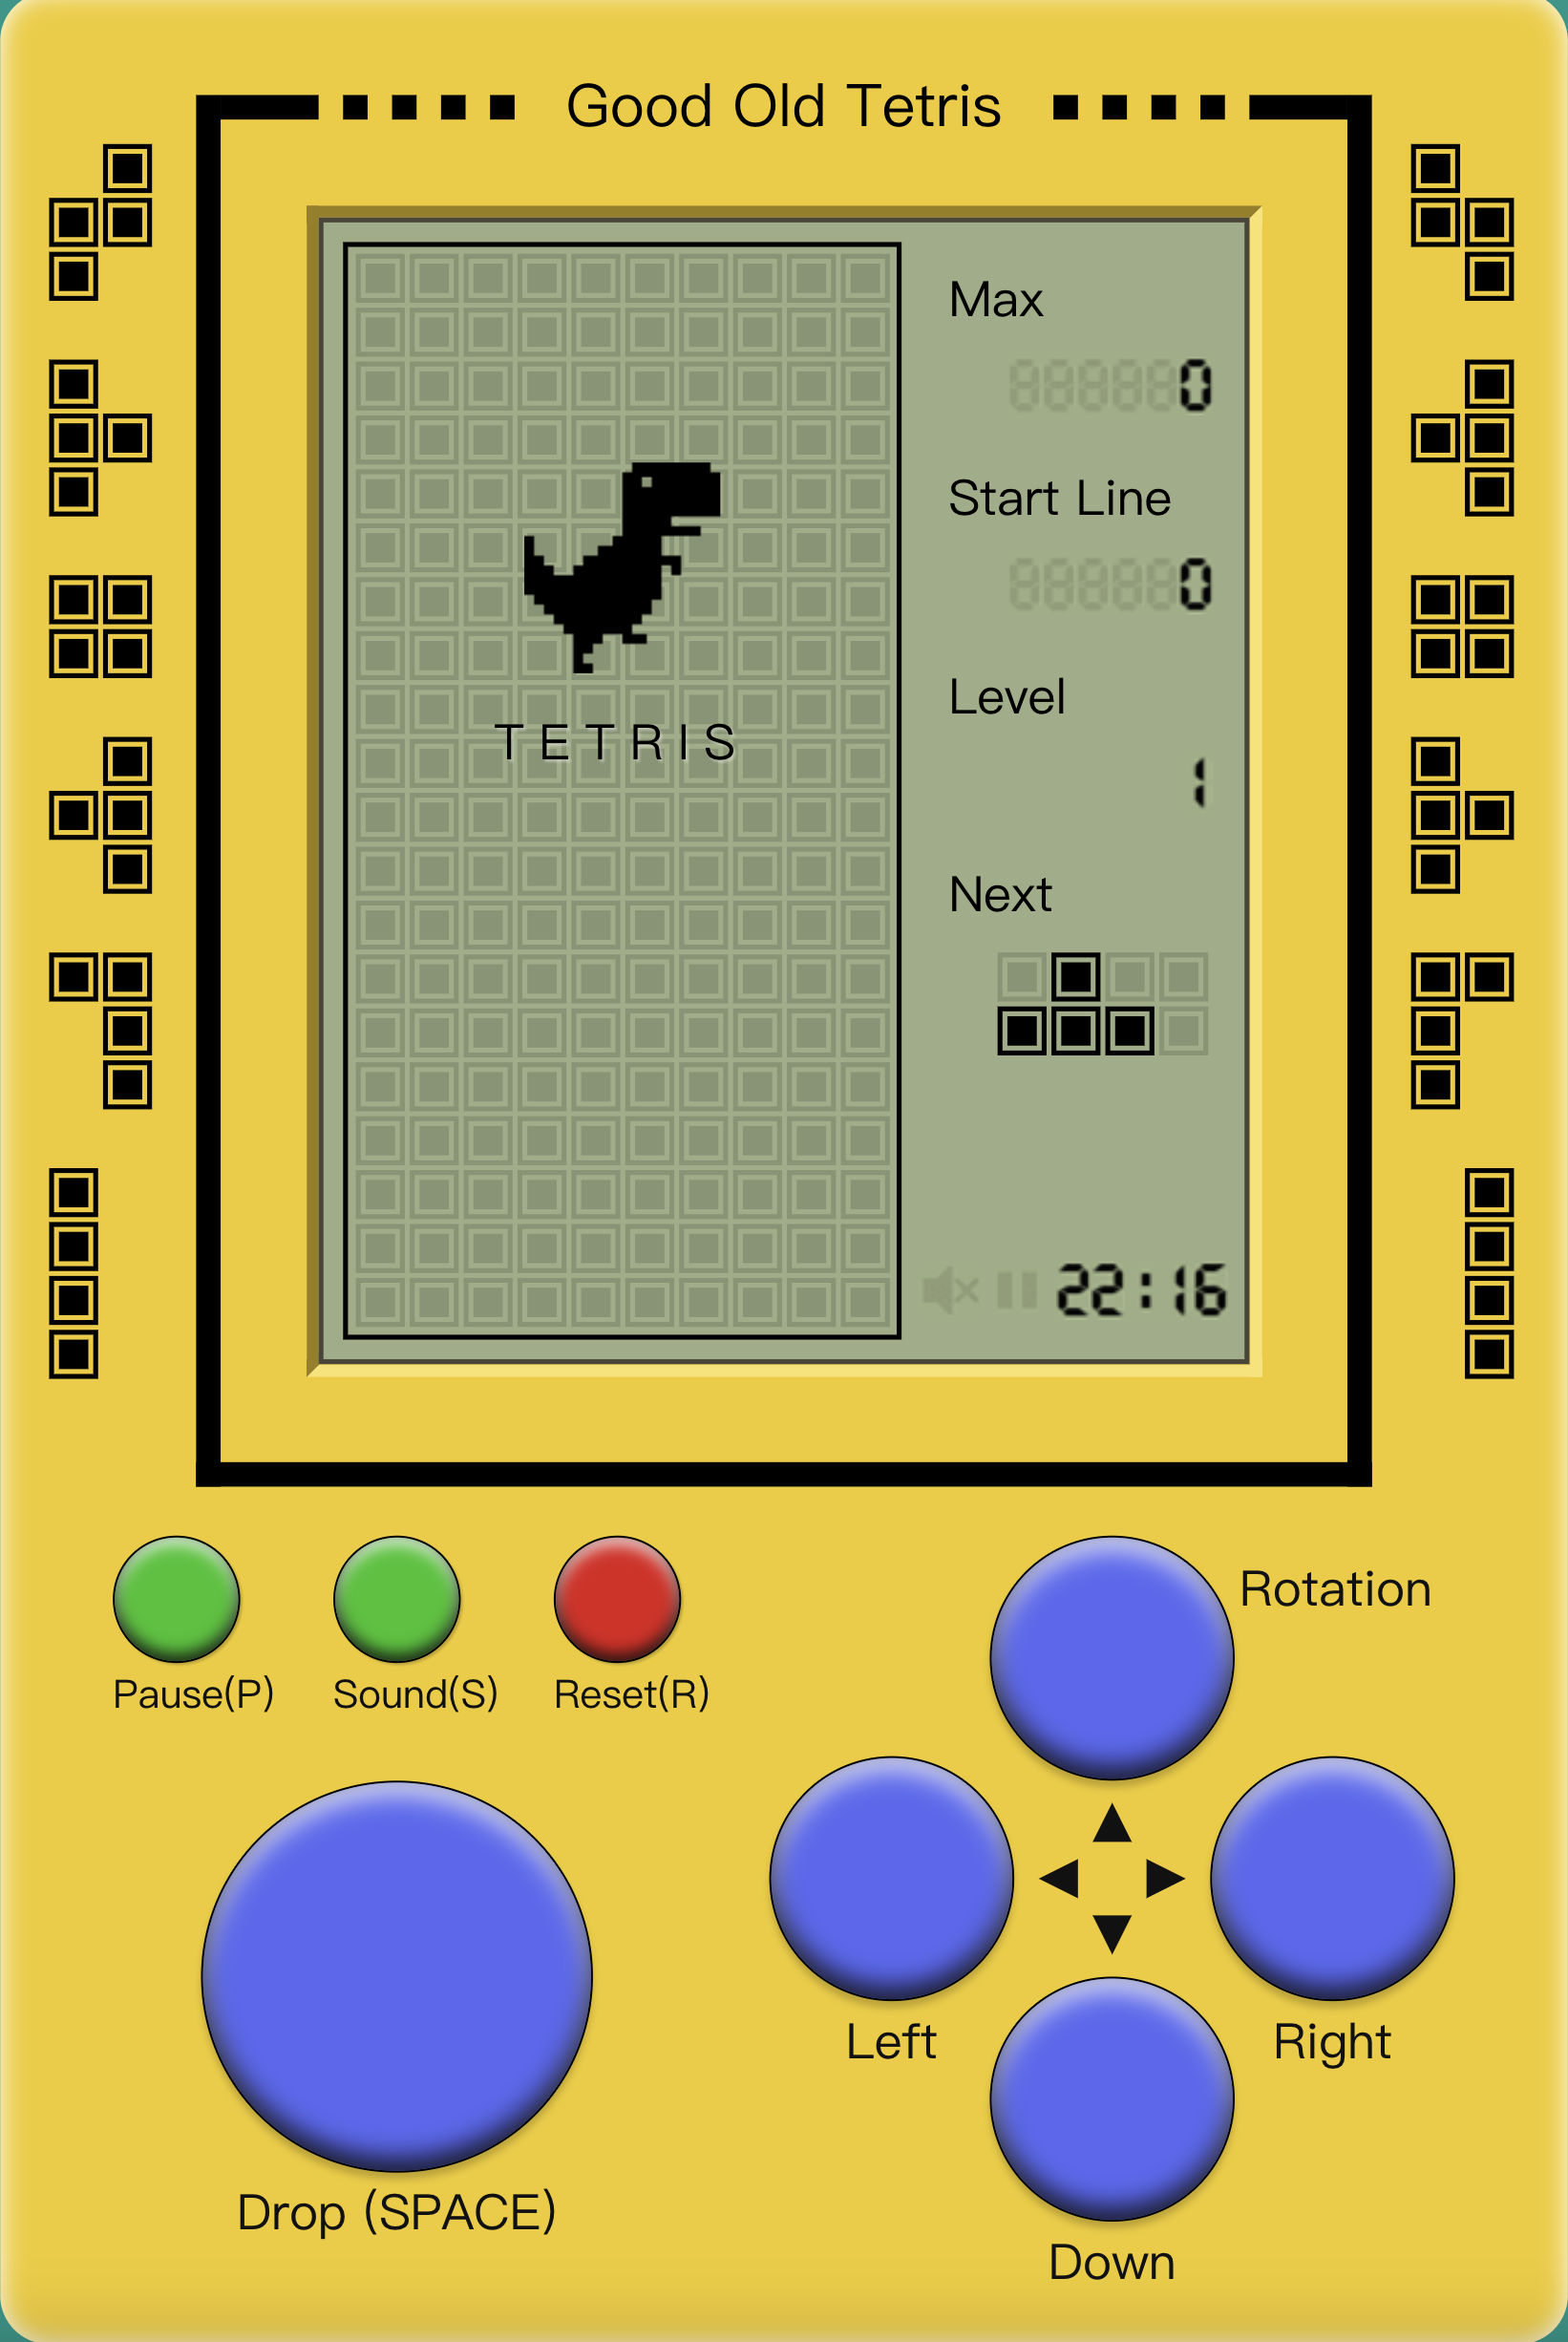 Good Old Tetris
Max
0
Start Line
0
TETRIS
Level
1
Next
22:16
Pause(P)
Sound(S)
Reset(R)
Rotation
Left
Right
Drop (SPACE)
Down